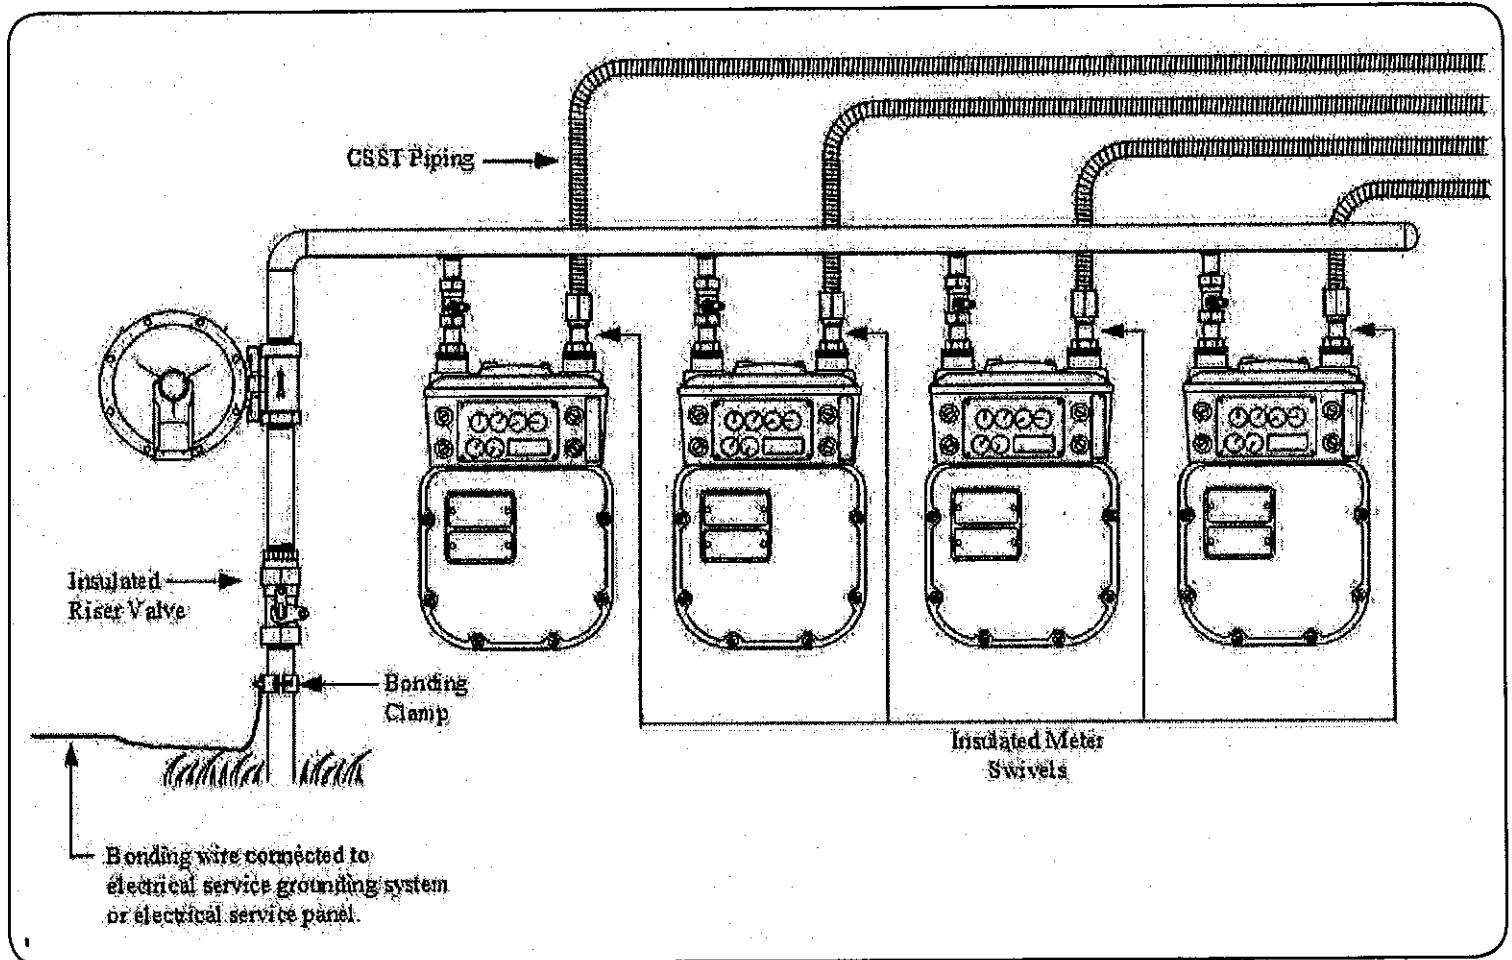 CSST Piping
Insulated
Riser Valve
Bonding
Clamp
Insulated Meter
Swivels
Bonding wire connected to
electrical service grounding system
or electrical service panel.